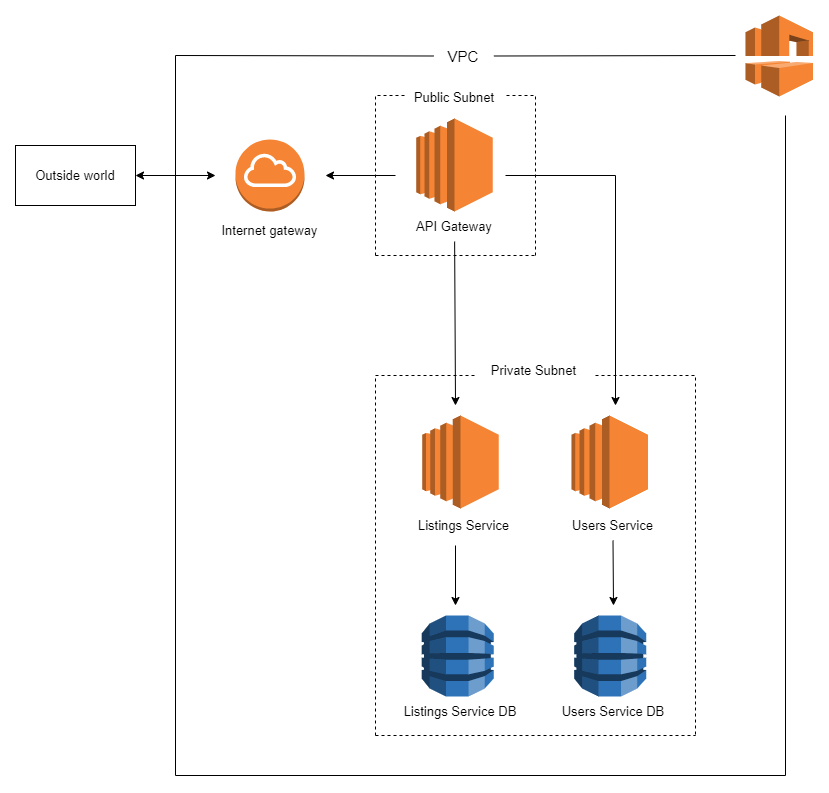 VPC
Public Subnet
Outside world
Internet gateway
API Gateway
Private Subnet
Listings Service
Users Service
Listings Service DB
Users Service DB